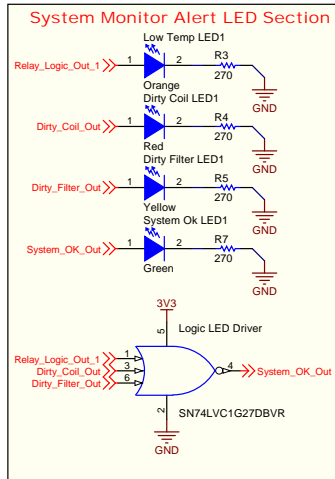 System Monitor Alert LED Section
Low Temp LED1
Relay_Logic_Out_1 1 2 R3
270
Orange
GND
Dirty Coil LED1
Dirty_Coil_Out 1 2 R4
270
Red
GND
Dirty Filter LED1
Dirty_Filter_Out 1 2 R5
270
Yellow
GND
System Ok LED1
System_OK_Out 1 2 R7
270
Green
GND
3V3
5 Logic LED Driver
Relay_Logic_Out_1 1
Dirty_Coil_Out 3 4 System_OK_Out
Dirty_Filter_Out 6
2 SN74LVC1G27DBVR
GND